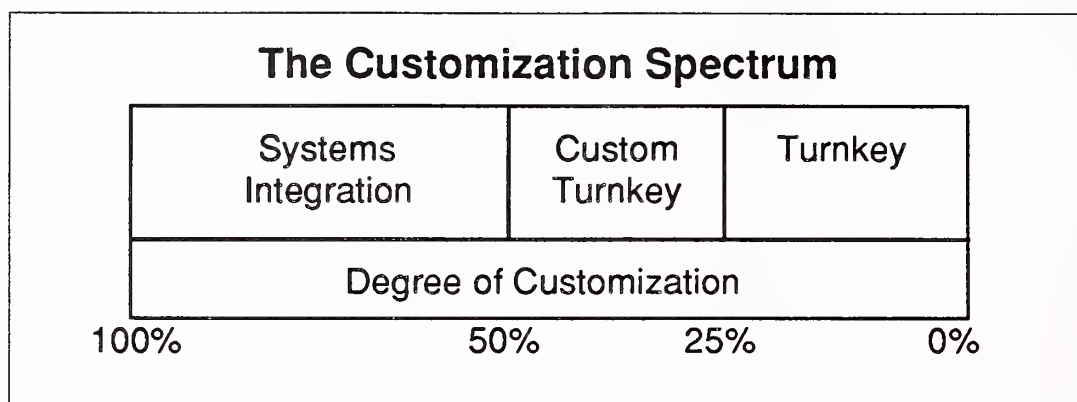 The Customization Spectrum
Systems
Integration
Custom
Turnkey
Turnkey
Degree of Customization
100%
50%
25%
0%